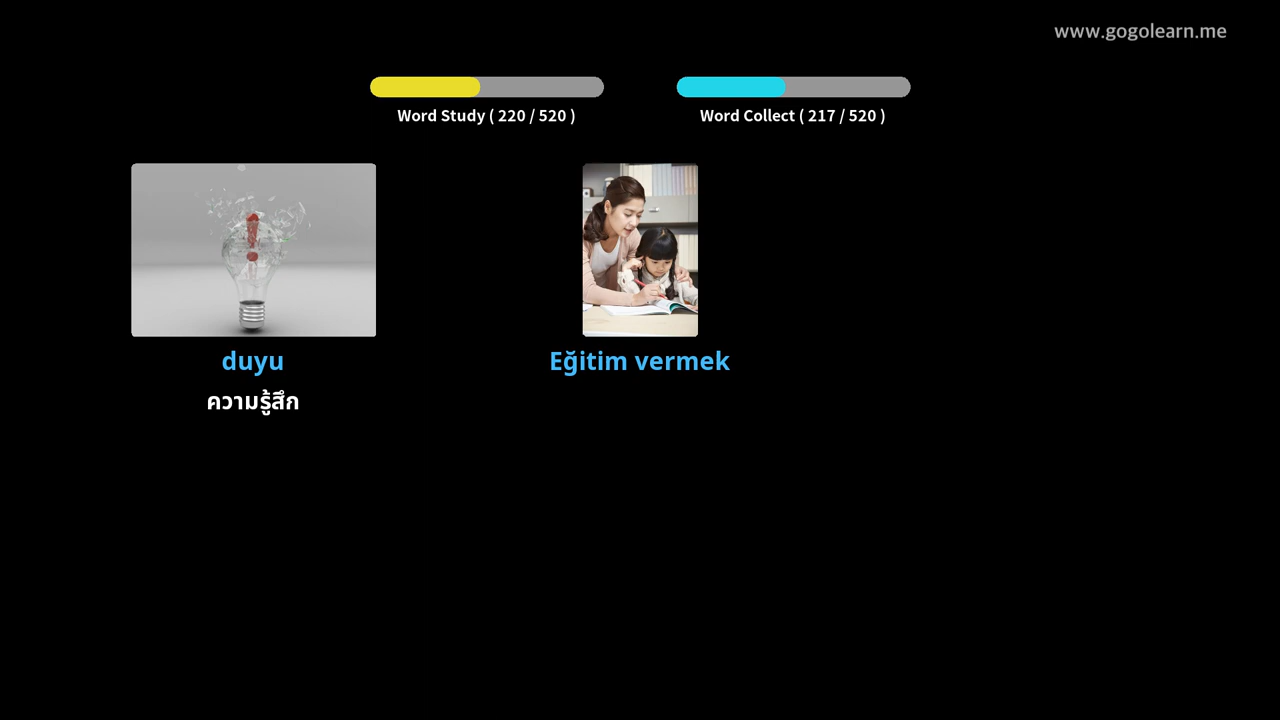 www.gogolearn.me
Word Study ( 220 / 520 )
Word Collect ( 217 / 520 )
duyu
ความรู้สึก
Eğitim vermek